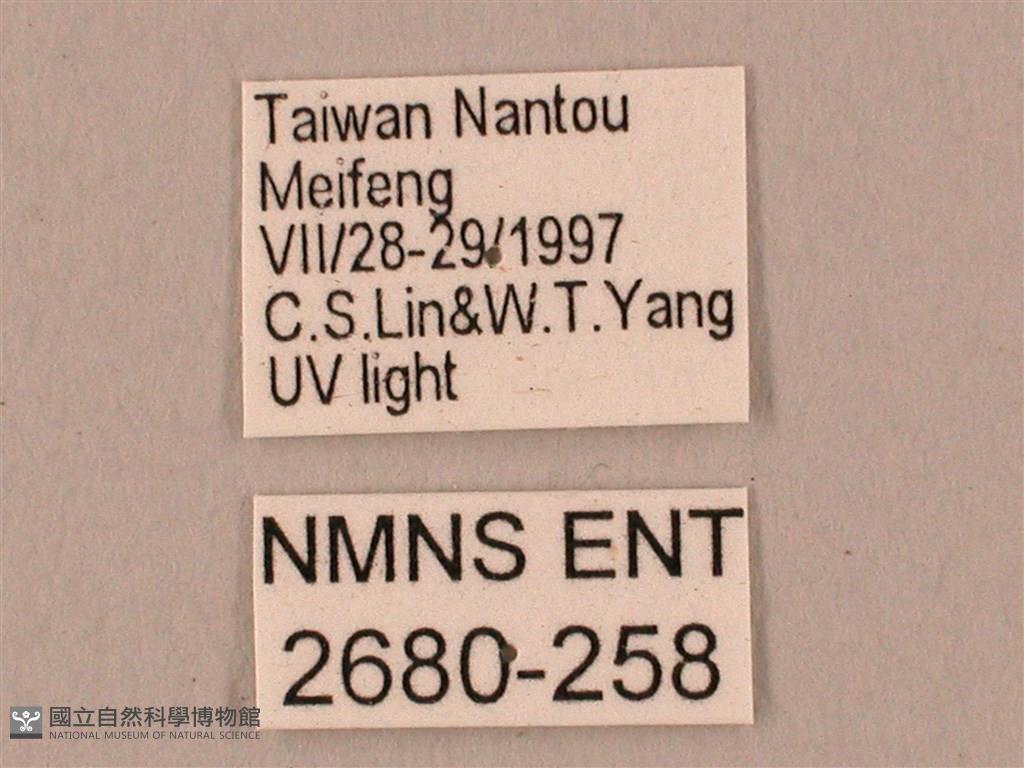 Taiwan Nantou
Meifeng
VII/28-29/1997
C.S.Lin&W.T.Yang
UV light
NMNS ENT
2680-258
國立自然科學博物館
NATIONAL MUSEUM OF NATURAL SCIENCE